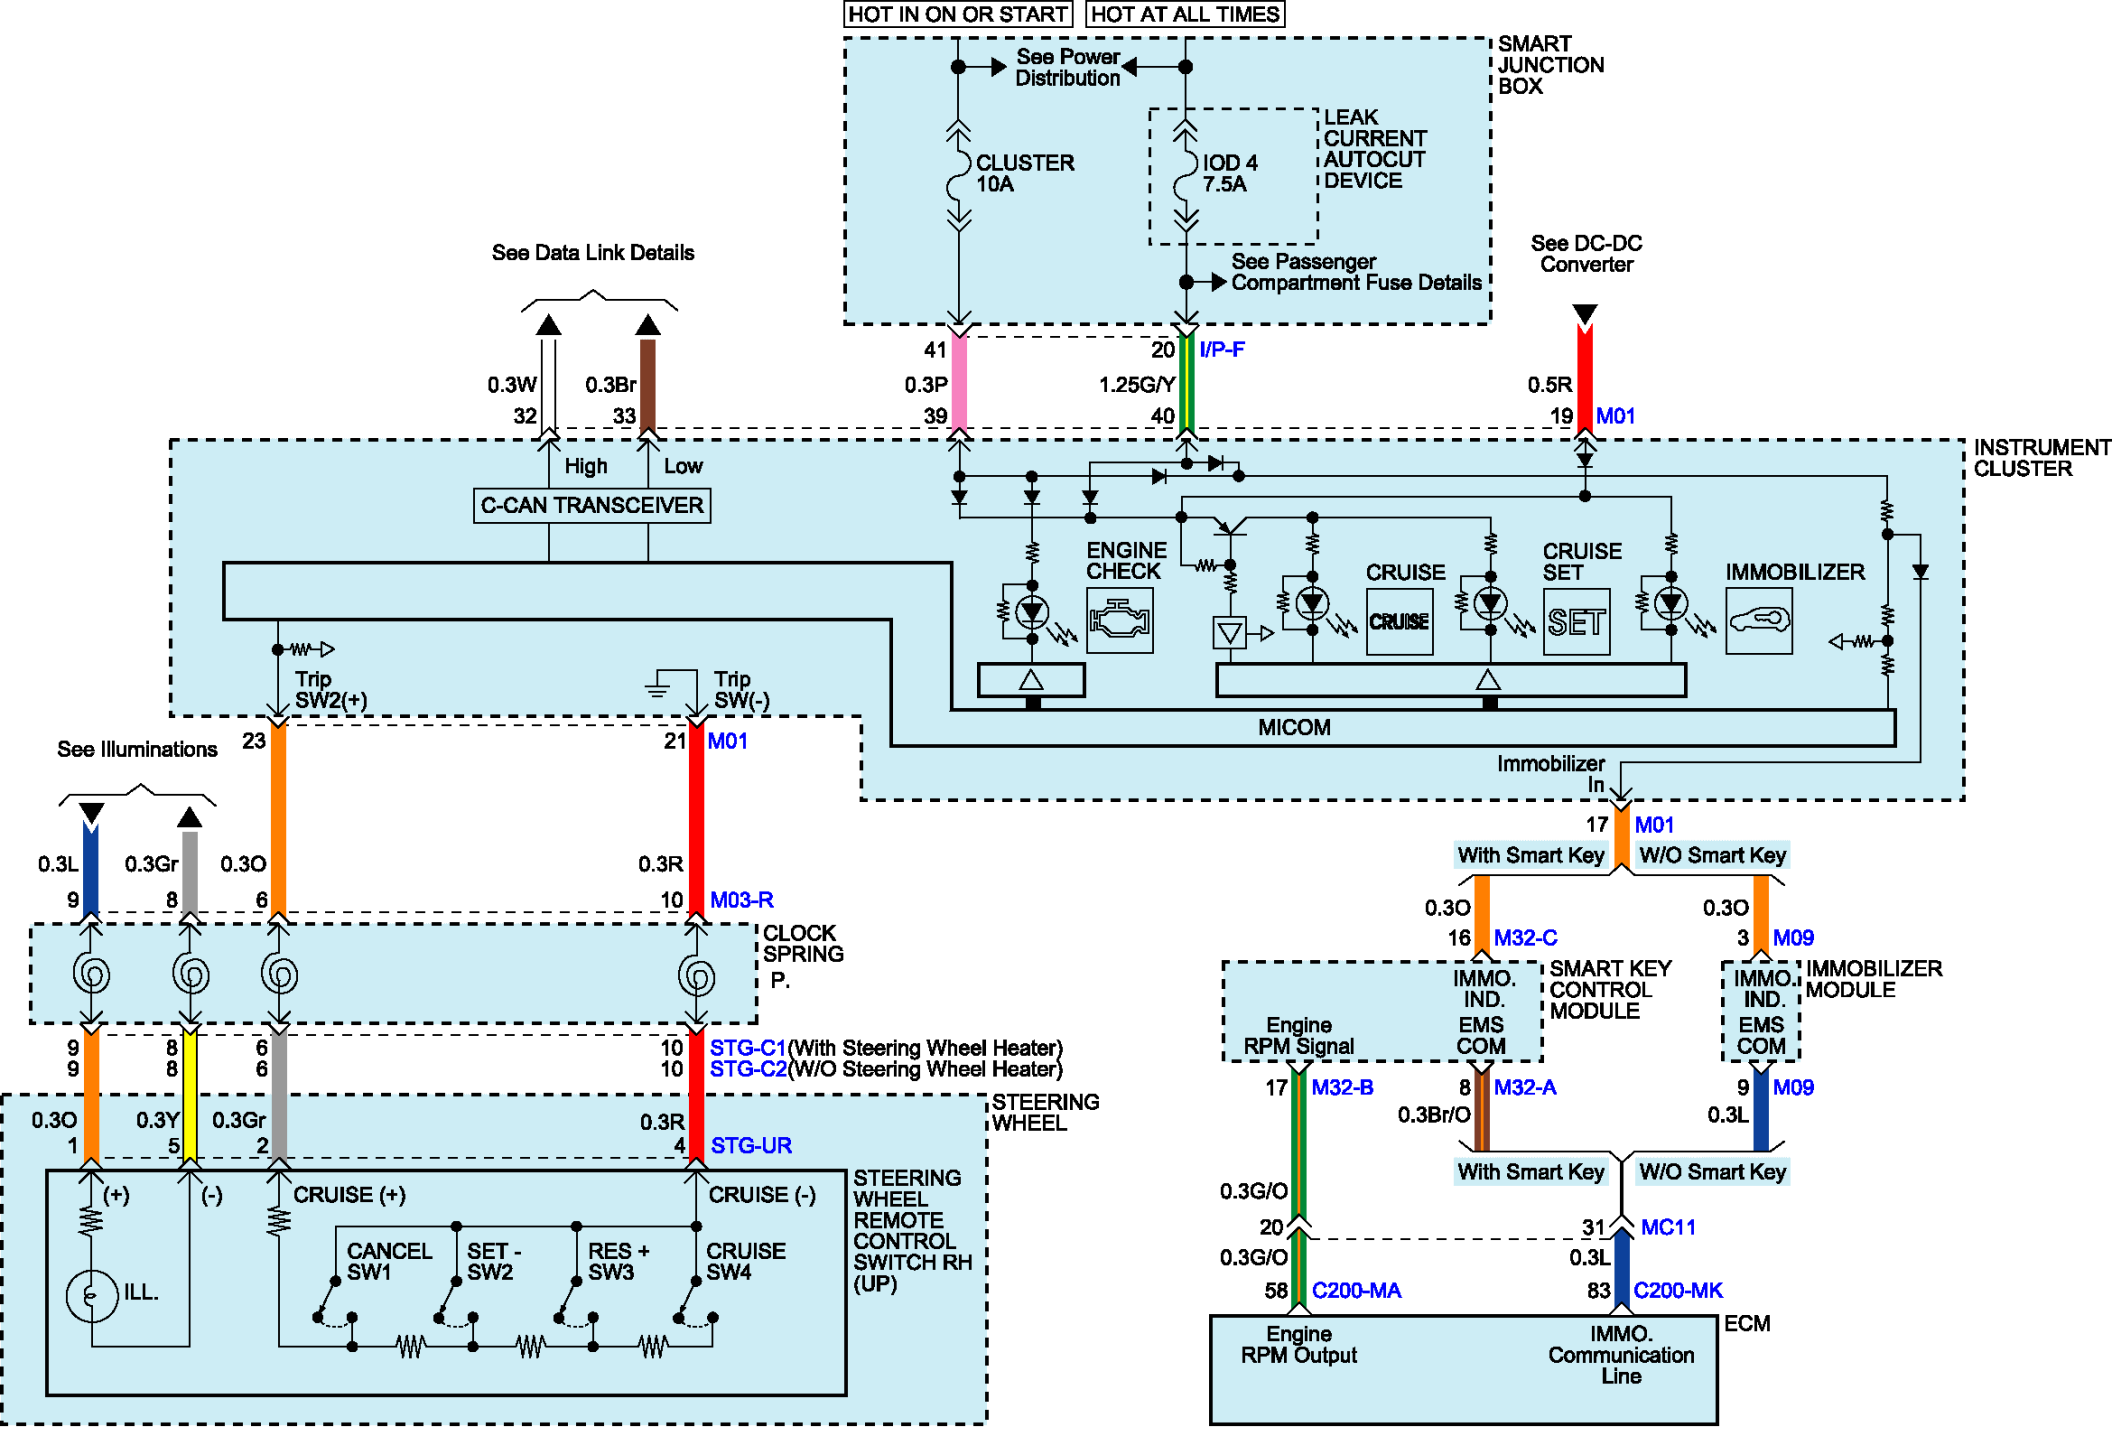 HOT IN ON OR START
HOT AT ALL TIMES
SMART
JUNCTION
BOX
See Power
Distribution
CLUSTER
10A
IOD 4
7.5A
LEAK
CURRENT
AUTOCUT
DEVICE
See Passenger
Compartment Fuse Details
See Data Link Details
See DC-DC
Converter
41
20
I/P-F
0.3W
0.3Br
0.3P
1.25G/Y
0.5R
32
33
39
40
19
M01
INSTRUMENT
CLUSTER
High
Low
C-CAN TRANSCEIVER
ENGINE
CHECK
CRUISE
CRUISE
CRUISE
SET
SET
IMMOBILIZER
Trip
SW2(+)
Trip
SW(-)
MICOM
Immobilizer
In
23
21
M01
See Illuminations
17
M01
With Smart Key
W/O Smart Key
0.3L
0.3Gr
0.3O
0.3R
9
8
6
10
M03-R
0.3O
0.3O
16
M32-C
3
M09
CLOCK
SPRING
P.
IMMO.
IND.
EMS
COM
Engine
RPM Signal
SMART KEY
CONTROL
MODULE
IMMO.
IND.
EMS
COM
IMMOBILIZER
MODULE
9
8
6
10
STG-C1(With Steering Wheel Heater)
9
8
6
10
STG-C2(W/O Steering Wheel Heater)
17
M32-B
8
M32-A
9
M09
0.3Br/O
0.3L
STEERING
WHEEL
0.3O
0.3Y
0.3Gr
0.3R
1
5
2
4
STG-UR
With Smart Key
W/O Smart Key
(+)
(-)
CRUISE (+)
CRUISE (-)
STEERING
WHEEL
REMOTE
CONTROL
SWITCH RH
(UP)
0.3G/O
20
31
MC11
CANCEL
SW1
SET -
SW2
RES +
SW3
CRUISE
SW4
ILL.
0.3G/O
0.3L
58
C200-MA
83
C200-MK
ECM
Engine
RPM Output
IMMO.
Communication
Line